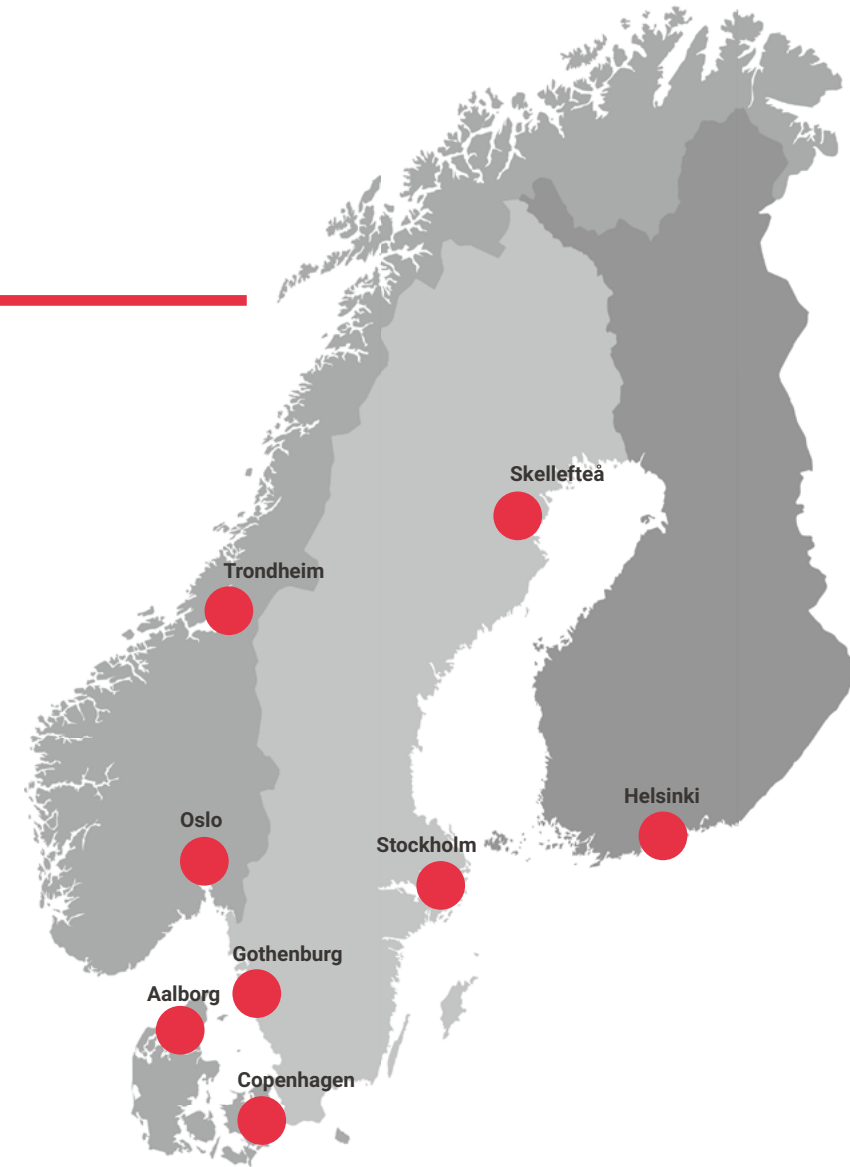 Skellefteå
Trondheim
Helsinki
Oslo
Stockholm
Gothenburg
Aalborg
Copenhagen